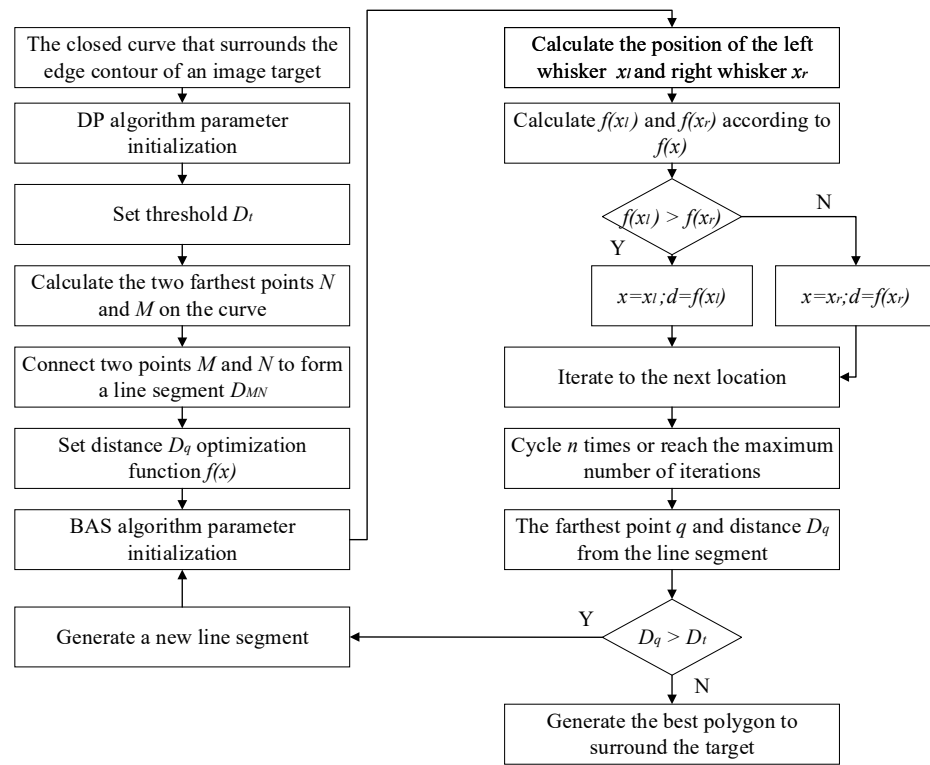 The closed curve that surrounds the
edge contour of an image target
DP algorithm parameter
initialization
Set threshold Dt
Calculate the two farthest points N
and M on the curve
Connect two points M and N to form
a line segment DMN
Set distance Dq optimization
function f(x)
BAS algorithm parameter
initialization
Generate a new line segment
Calculate the position of the left
whisker xl and right whisker xr
Calculate f(xl) and f(xr) according to
f(x)
f(xl) > f(xr)
N
Y
x=xl;d=f(xl)
x=xr;d=f(xr)
Iterate to the next location
Cycle n times or reach the maximum
number of iterations
The farthest point q and distance Dq
from the line segment
Y
Dq > Dt
N
Generate the best polygon to
surround the target